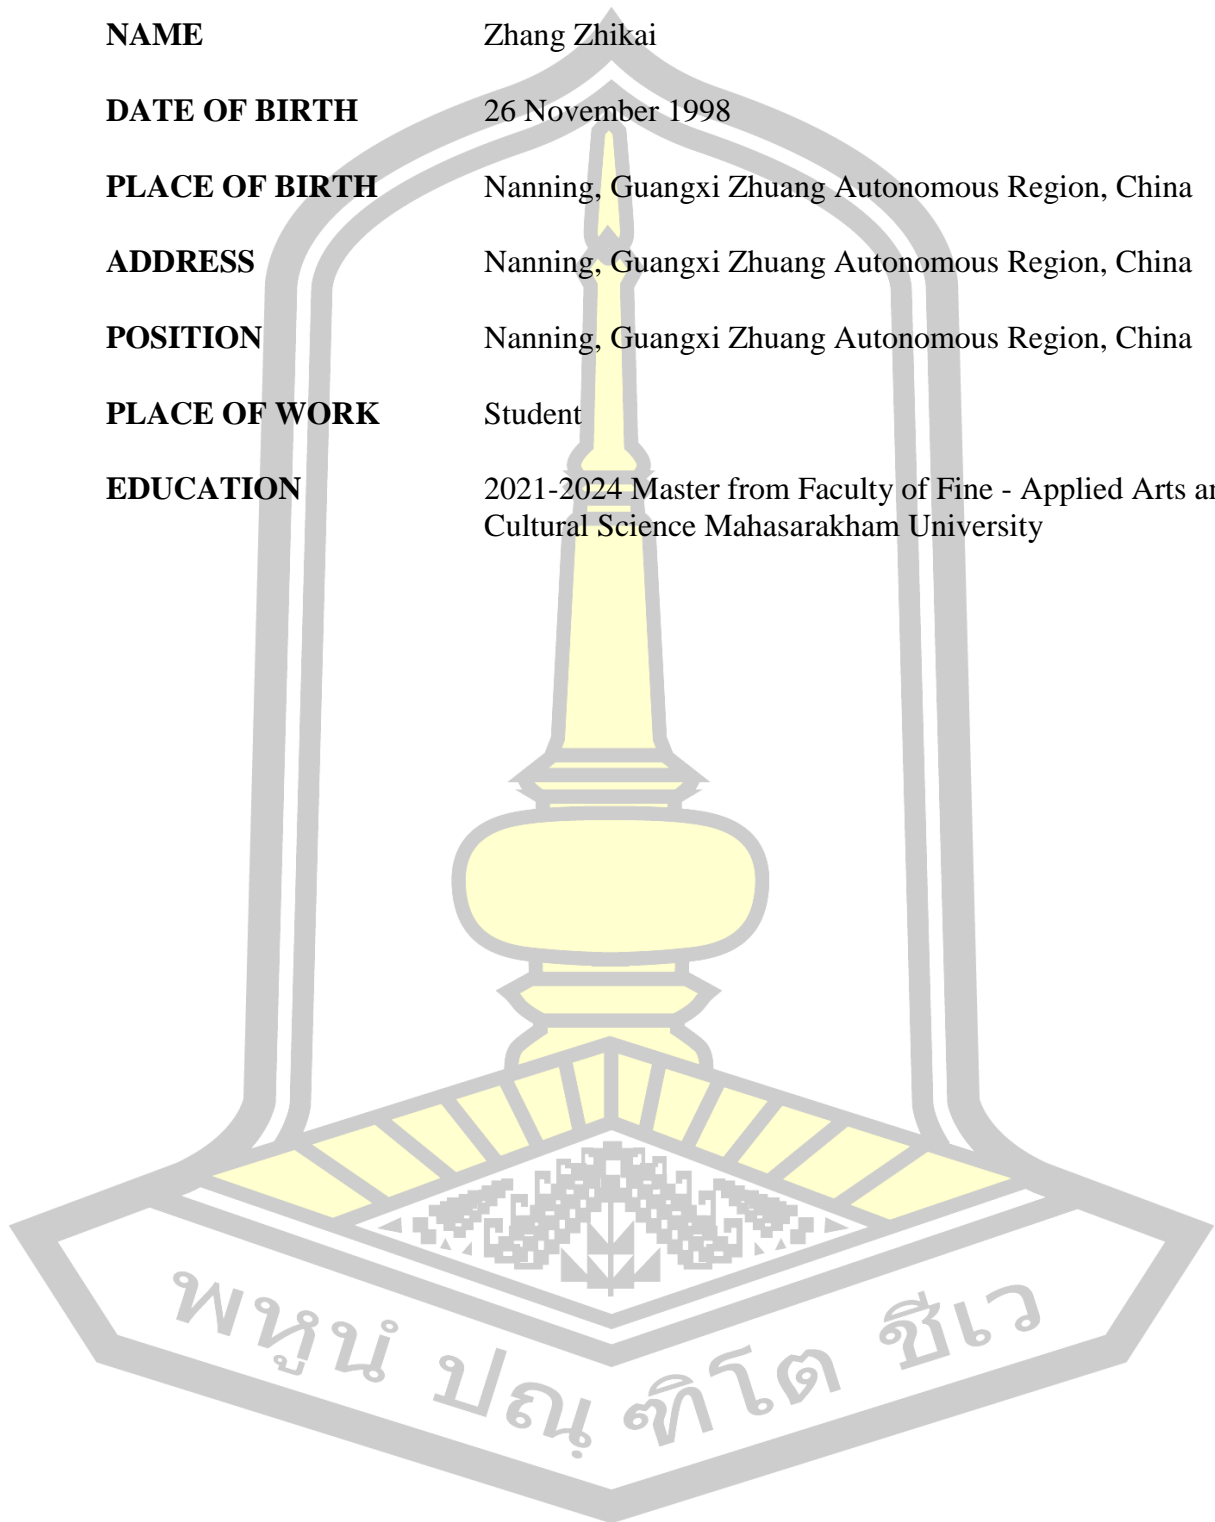 NAME Zhang Zhikai
DATE OF BIRTH 26 November 1998
PLACE OF BIRTH Nanning, Guangxi Zhuang Autonomous Region, China
ADDRESS Nanning, Guangxi Zhuang Autonomous Region, China
POSITION Nanning, Guangxi Zhuang Autonomous Region, China
PLACE OF WORK Student
EDUCATION 2021-2024 Master from Faculty of Fine - Applied Arts
Cultural Science Mahasarakham University
พหูนํ ปณฺ ฑิโต ชีเว